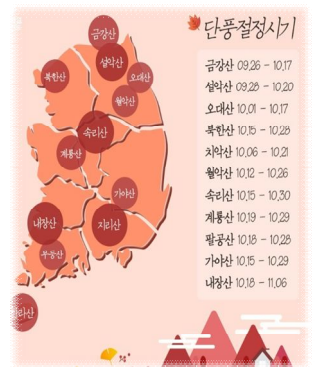 단풍절정시기
금강산 09.26 - 10.17
설악산 09.28 - 10.20
오대산 10.01 - 10.17
북한산 10.15 - 10.28
치악산 10.06 - 10.21
월악산 10.12 - 10.26
속리산 10.15 - 10.30
계룡산 10.19 - 10.29
팔공산 10.18 - 10.28
가야산 10.15 - 10.29
내장산 10.18 - 11.06
금강산
설악산
오대산
북한산
월악산
속리산
계룡산
가야산
내장산
지리산
무등산
라산